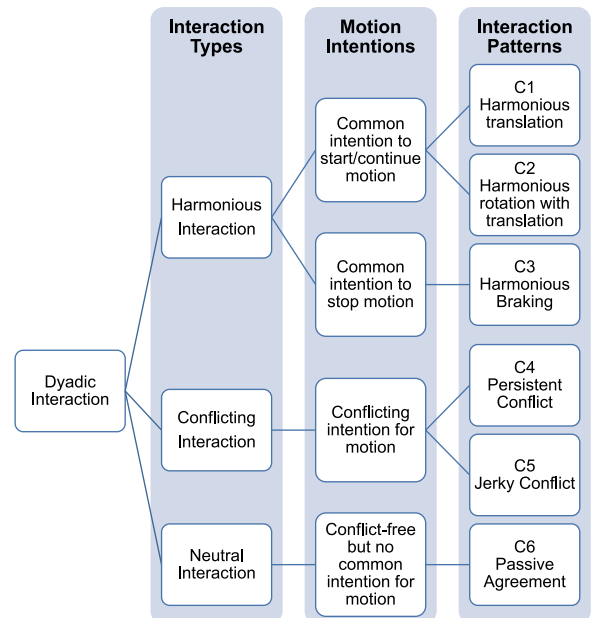 Interaction
Types
Motion
Intentions
Interaction
Patterns
Dyadic
Interaction
Harmonious
Interaction
Common
intention to
start/continue
motion
C1
Harmonious
translation
C2
Harmonious
rotation with
translation
Common
intention to
stop motion
C3
Harmonious
Braking
Conflicting
Interaction
Conflicting
intention for
motion
C4
Persistent
Conflict
C5
Jerky Conflict
Neutral
Interaction
Conflict-free
but no
common
intention for
motion
C6
Passive
Agreement